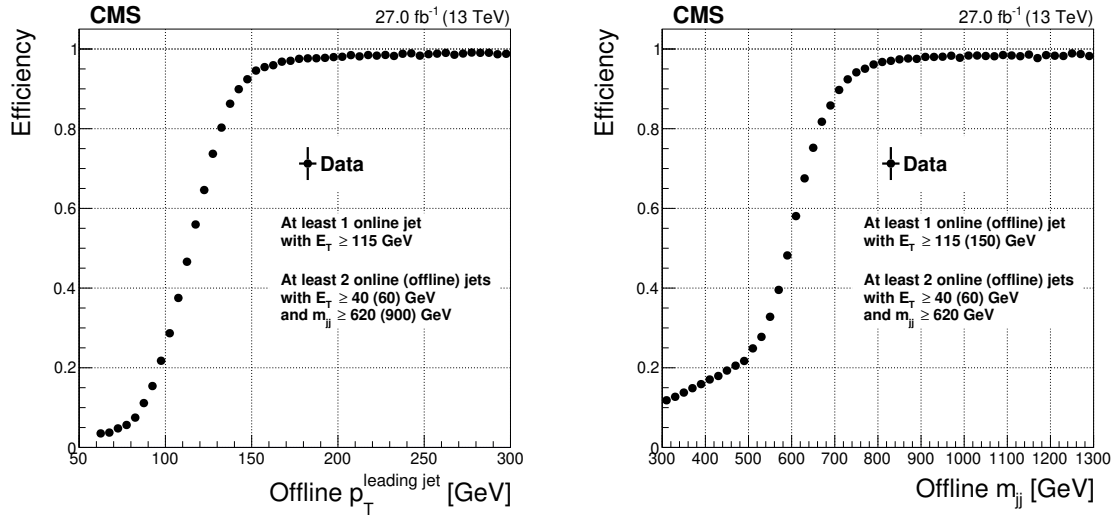 CMS
27.0 fb⁻¹ (13 TeV)
Efficiency
1
0.8
0.6
0.4
0.2
0
Data
At least 1 online jet
with E_T ≥ 115 GeV
At least 2 online (offline) jets
with E_T ≥ 40 (60) GeV
and m_jj ≥ 620 (900) GeV
50 100 150 200 250 300
Offline p_T^leading jet [GeV]
CMS
27.0 fb⁻¹ (13 TeV)
Efficiency
1
0.8
0.6
0.4
0.2
0
Data
At least 1 online (offline) jet
with E_T ≥ 115 (150) GeV
At least 2 online (offline) jets
with E_T ≥ 40 (60) GeV
and m_jj ≥ 620 GeV
300 400 500 600 700 800 900 1000 1100 1200 1300
Offline m_jj [GeV]